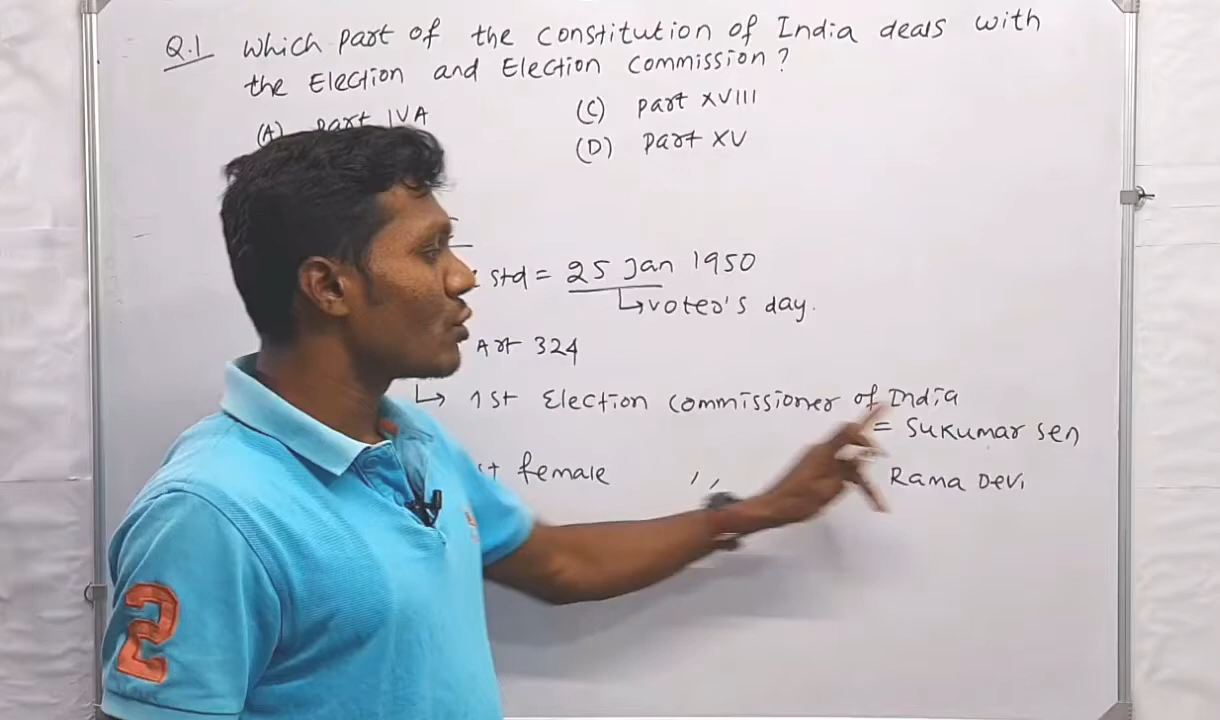 Q.1 Which part of the constitution of India deals with
the Election and Election Commission?
(A) part IVA
(C) part XVIII
(D) Part XV
std = 25 Jan 1950
↳ voter's day.
Art 324
↳ 1st Election commissioner of India
= Sukumar sen
st female ,, Rama Devi
2